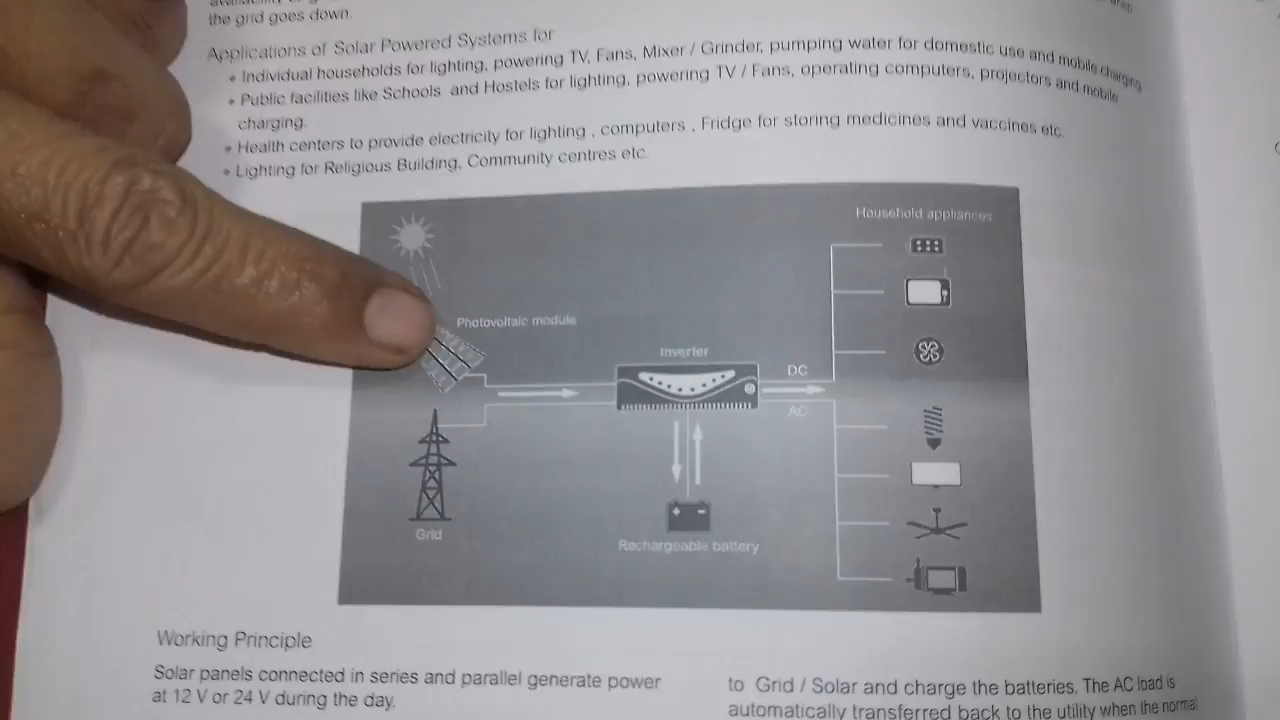 the grid goes down.
Applications of Solar Powered Systems for
• Individual households for lighting, powering TV, Fans, Mixer / Grinder, pumping water for domestic use and mobile charging
• Public facilities like Schools and Hostels for lighting, powering TV / Fans, operating computers, projectors and mobile
charging.
• Health centers to provide electricity for lighting , computers , Fridge for storing medicines and vaccines etc.
• Lighting for Religious Building, Community centres etc.
Household appliances
Photovoltaic module
Inverter
DC
AC
Grid
+ -
Rechargeable battery
Working Principle
Solar panels connected in series and parallel generate power
at 12 V or 24 V during the day.
to Grid / Solar and charge the batteries. The AC load is
automatically transferred back to the utility when the normal